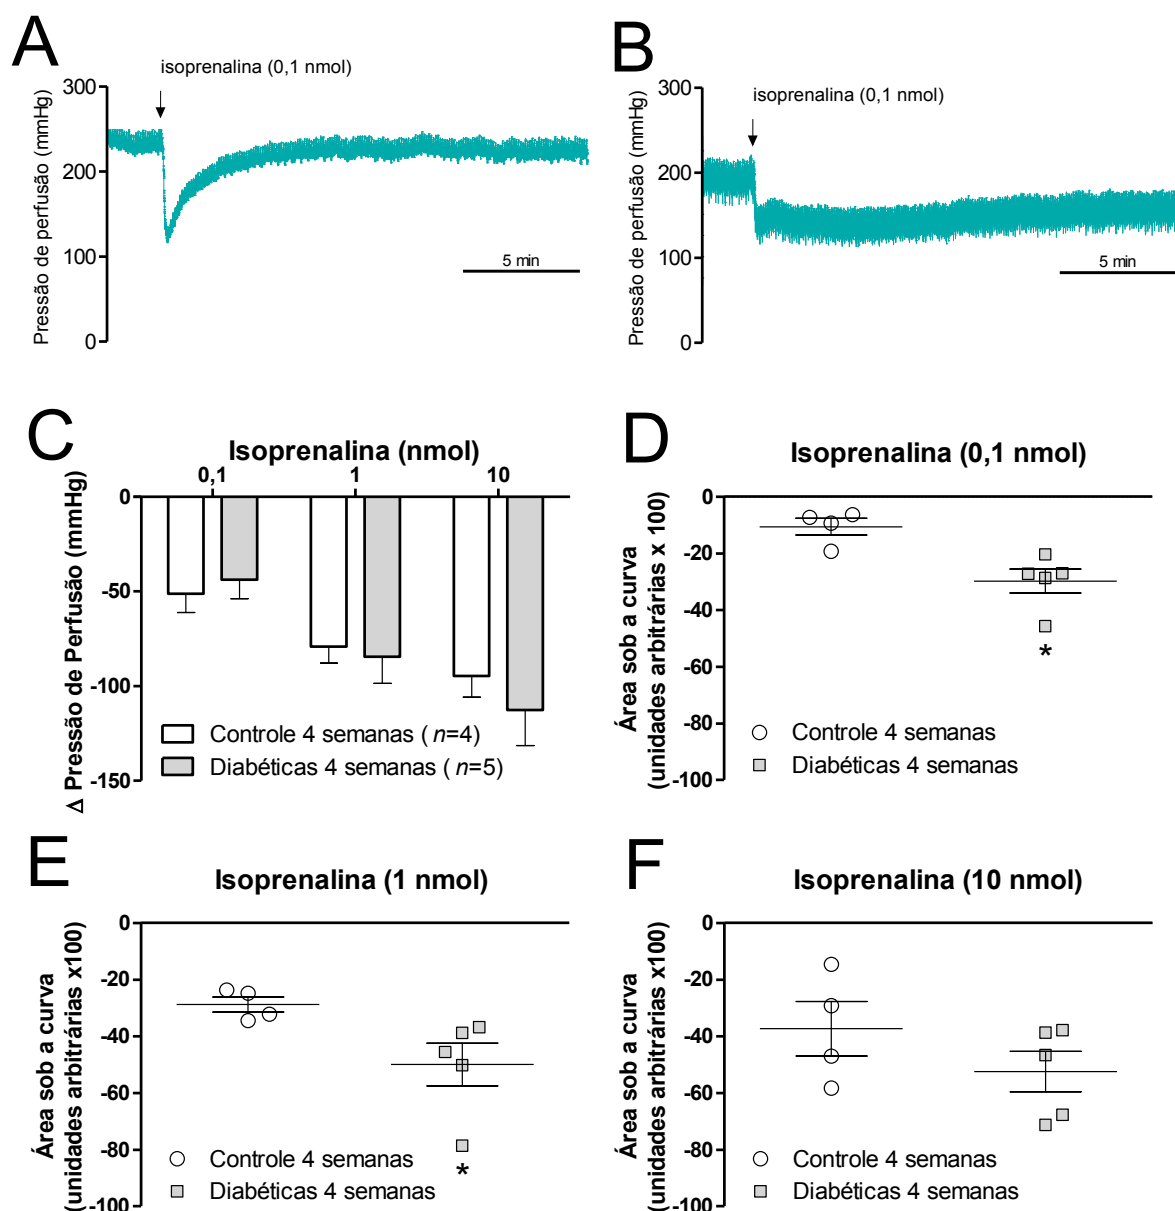 A
isoprenalina (0,1 nmol)
Pressão de perfusão (mmHg)
300
200
100
0
5 min
B
isoprenalina (0,1 nmol)
Pressão de perfusão (mmHg)
300
200
100
0
5 min
C
Isoprenalina (nmol)
0,1 1 10
Δ Pressão de Perfusão (mmHg)
0
-50
-100
-150
Controle 4 semanas ( n=4)
Diabéticas 4 semanas ( n=5)
D
Isoprenalina (0,1 nmol)
Área sob a curva
(unidades arbitrárias x 100)
0
-20
-40
-60
-80
-100
*
Controle 4 semanas
Diabéticas 4 semanas
E
Isoprenalina (1 nmol)
Área sob a curva
(unidades arbitrárias x100)
0
-20
-40
-60
-80
-100
*
Controle 4 semanas
Diabéticas 4 semanas
F
Isoprenalina (10 nmol)
Área sob a curva
(unidades arbitrárias x100)
0
-20
-40
-60
-80
-100
Controle 4 semanas
Diabéticas 4 semanas